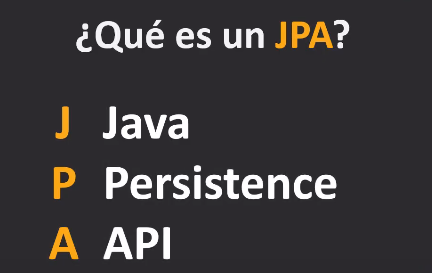 ¿Qué es un JPA?
J Java
P Persistence
A API